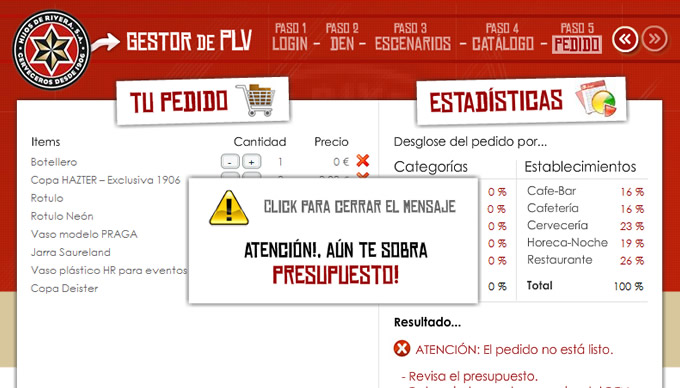 HIJOS DE RIVERA, S.A.
CERVECEROS DESDE 1906
GESTOR DE PLV
PASO 1
LOGIN -
PASO 2
DEN -
PASO 3
ESCENARIOS -
PASO 4
CATÁLOGO -
PASO 5
PEDIDO
TU PEDIDO
Items Cantidad Precio
Botellero - + 1 0 €
Copa HAZTER – Exclusiva 1906
Rotulo
Rotulo Neón
Vaso modelo PRAGA
Jarra Saureland
Vaso plástico HR para eventos
Copa Deister
CLICK PARA CERRAR EL MENSAJE
ATENCIÓN!, AÚN TE SOBRA
PRESUPUESTO!
ESTADÍSTICAS
Desglose del pedido por...
Categorías
0 %
0 %
0 %
0 %
0 %
0 %
Establecimientos
Cafe-Bar 16 %
Cafetería 16 %
Cervecería 23 %
Horeca-Noche 19 %
Restaurante 26 %
Total 100 %
Resultado...
ATENCIÓN: El pedido no está listo.
- Revisa el presupuesto.